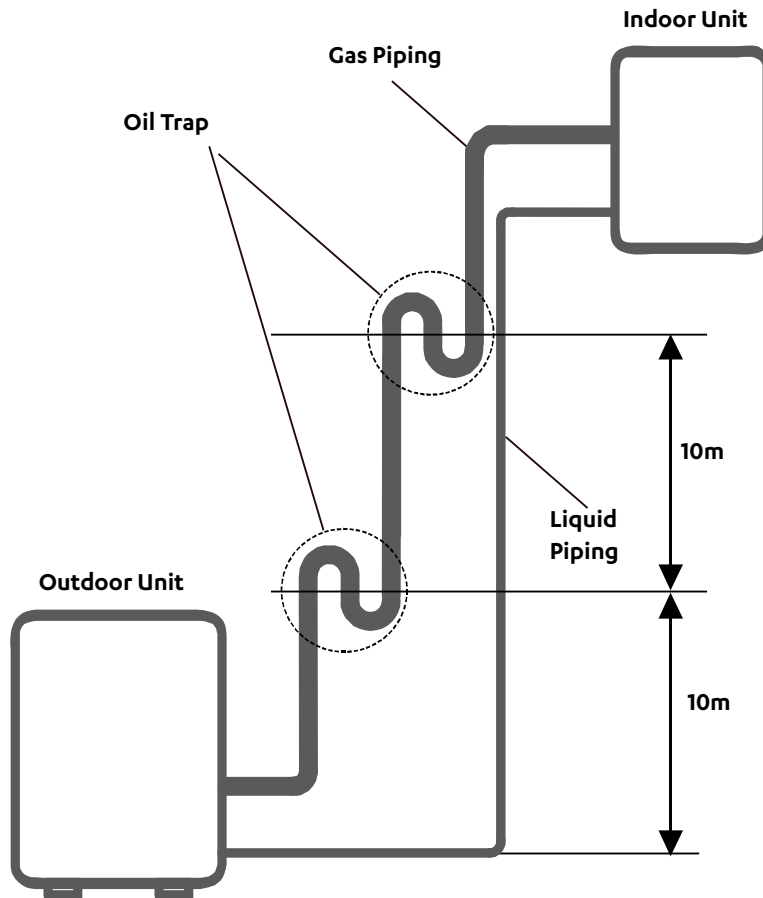 Indoor Unit
Gas Piping
Oil Trap
10m
Liquid
Piping
Outdoor Unit
10m